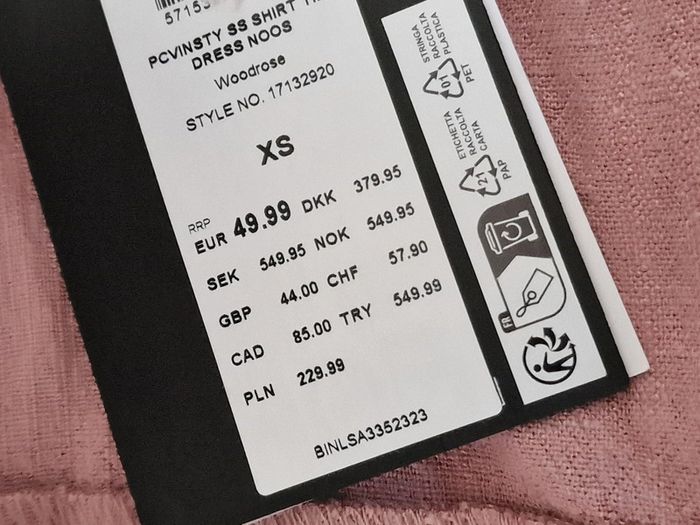 PCVINSTY SS SHIRT
DRESS NOOS
Woodrose
STYLE NO. 17132920
XS
RRP
EUR 49.99 DKK 379.95
SEK 549.95 NOK 549.95
GBP 44.00 CHF 57.90
CAD 85.00 TRY 549.99
PLN 229.99
BINLSA3352323
STRINGA
RACCOLTA
PLASTICA
01
PET
ETICHETTA
RACCOLTA
CARTA
21
PAP
FR